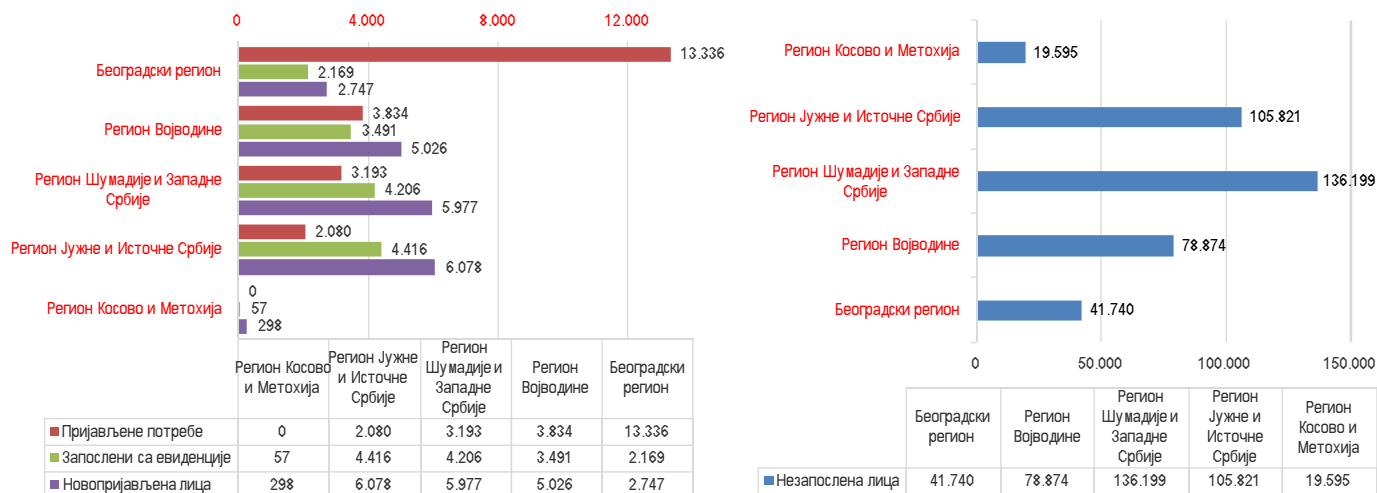 0 4.000 8.000 12.000
Београдски регион
13.336
2.169
2.747
Регион Војводине
3.834
3.491
5.026
Регион Шумадије и Западне
Србије
3.193
4.206
5.977
Регион Јужне и Источне Србије
2.080
4.416
6.078
Регион Косово и Метохија
0
57
298
Регион Косово
и Метохија
Регион Јужне
и Источне
Србије
Регион
Шумадије и
Западне
Србије
Регион
Војводине
Београдски
регион
Пријављене потребе 0 2.080 3.193 3.834 13.336
Запослени са евиденције 57 4.416 4.206 3.491 2.169
Новопријављена лица 298 6.078 5.977 5.026 2.747
Регион Косово и Метохија
19.595
Регион Јужне и Источне Србије
105.821
Регион Шумадије и Западне
Србије
136.199
Регион Војводине
78.874
Београдски регион
41.740
0 50.000 100.000 150.000
Београдски
регион
Регион
Војводине
Регион
Шумадије и
Западне
Србије
Регион
Јужне и
Источне
Србије
Регион
Косово и
Метохија
Незапослена лица 41.740 78.874 136.199 105.821 19.595